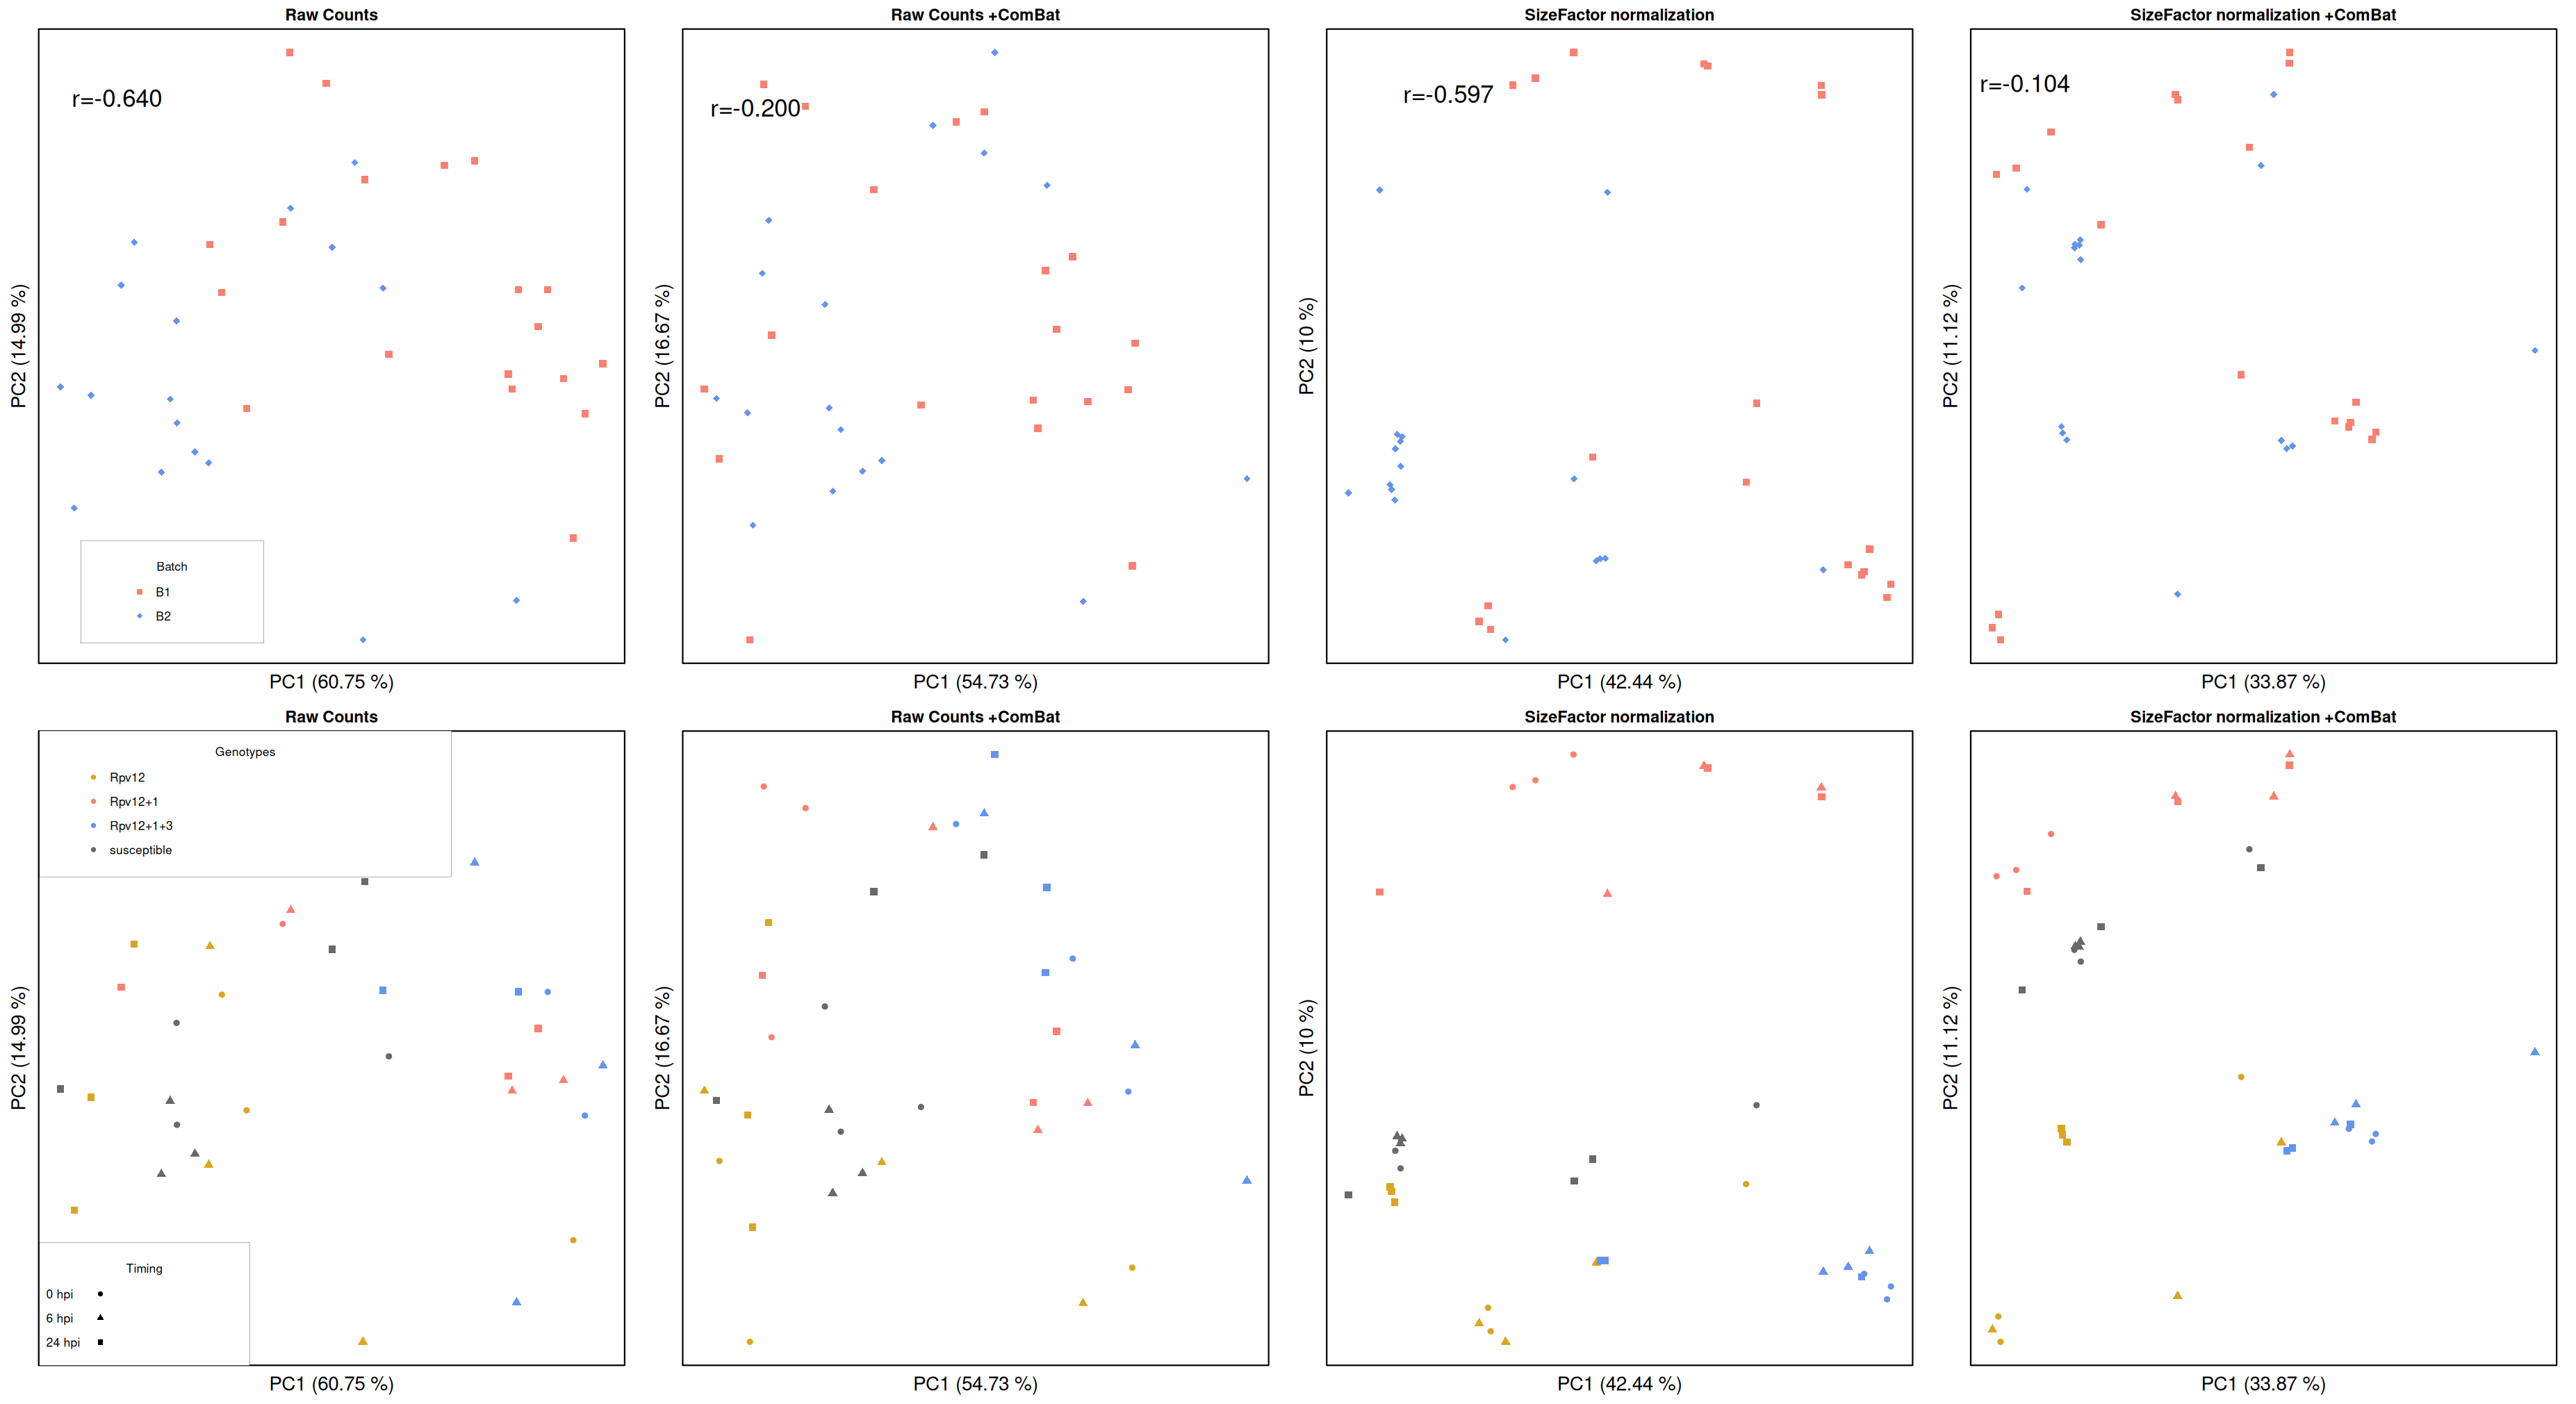 Raw Counts
Raw Counts +ComBat
SizeFactor normalization
SizeFactor normalization +ComBat
r=-0.640
r=-0.200
r=-0.597
r=-0.104
PC2 (14.99 %)
PC2 (16.67 %)
PC2 (10 %)
PC2 (11.12 %)
Batch
B1
B2
PC1 (60.75 %)
PC1 (54.73 %)
PC1 (42.44 %)
PC1 (33.87 %)
Raw Counts
Raw Counts +ComBat
SizeFactor normalization
SizeFactor normalization +ComBat
Genotypes
Rpv12
Rpv12+1
Rpv12+1+3
susceptible
PC2 (14.99 %)
PC2 (16.67 %)
PC2 (10 %)
PC2 (11.12 %)
Timing
0 hpi
6 hpi
24 hpi
PC1 (60.75 %)
PC1 (54.73 %)
PC1 (42.44 %)
PC1 (33.87 %)